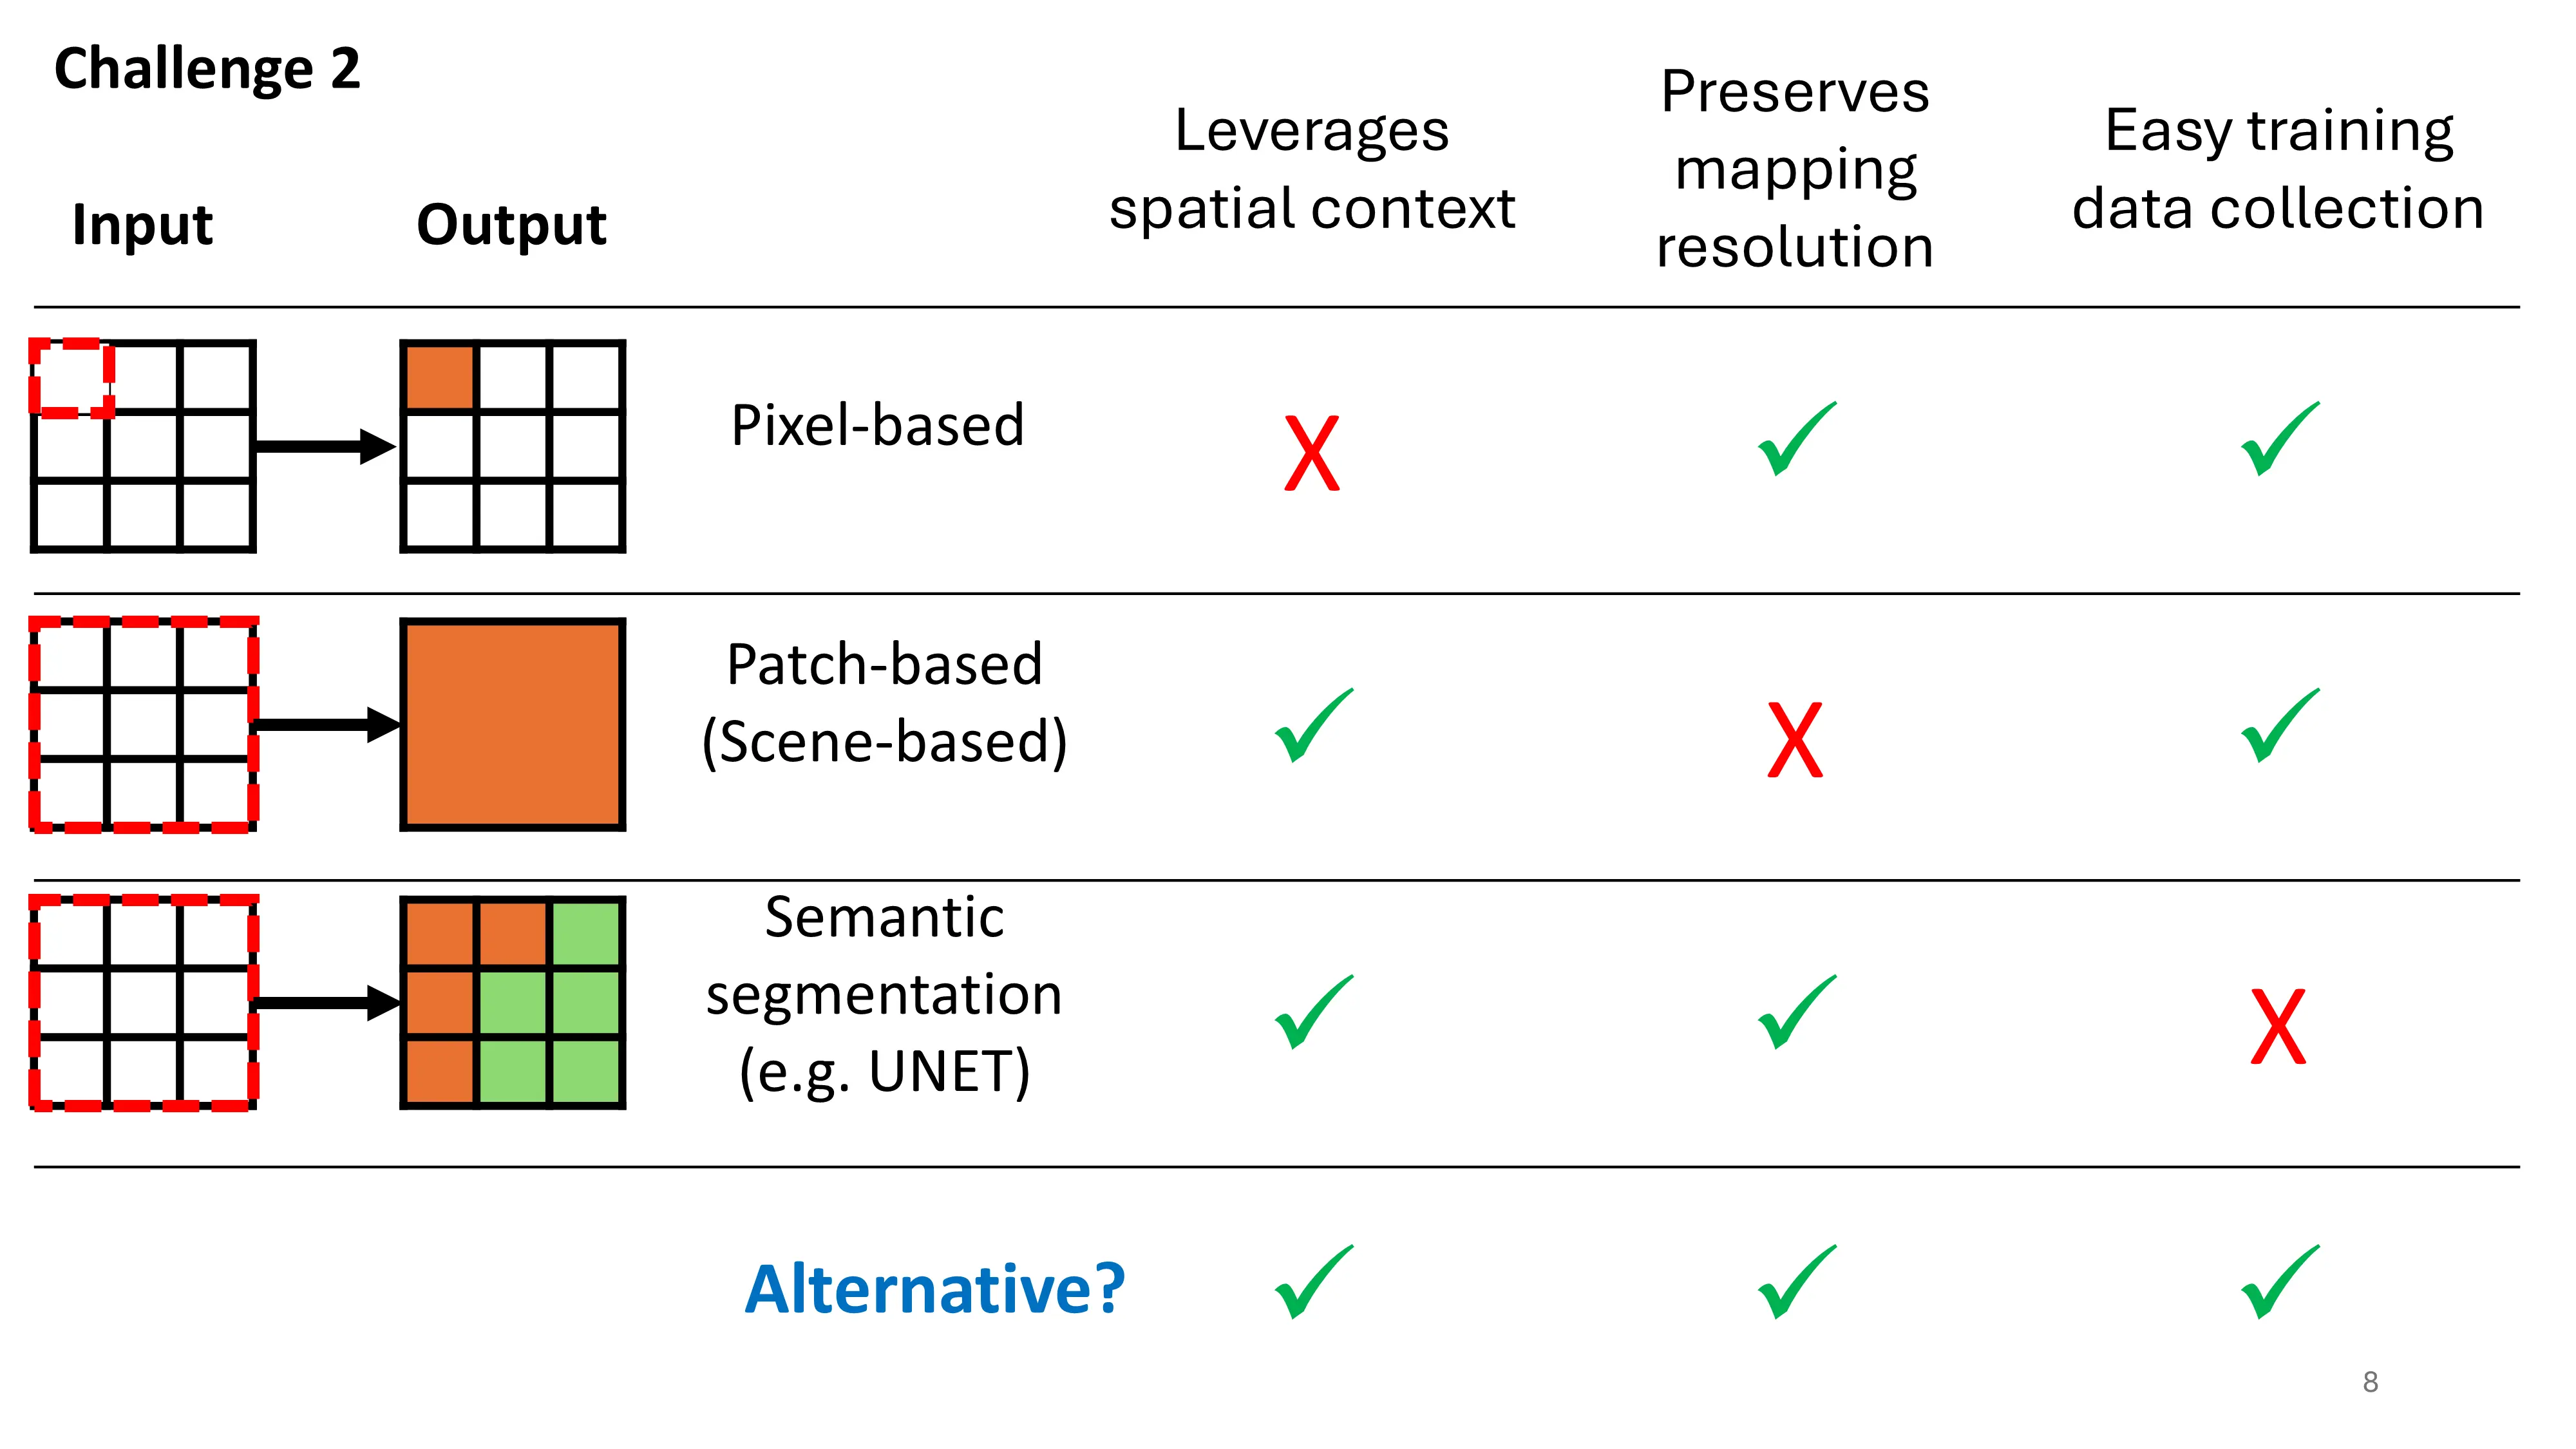 Challenge 2
Input
Output
Leverages
spatial context
Preserves
mapping
resolution
Easy training
data collection
Pixel-based
X
✓
✓
Patch-based
(Scene-based)
✓
X
✓
Semantic
segmentation
(e.g. UNET)
✓
✓
X
Alternative?
✓
✓
✓
8